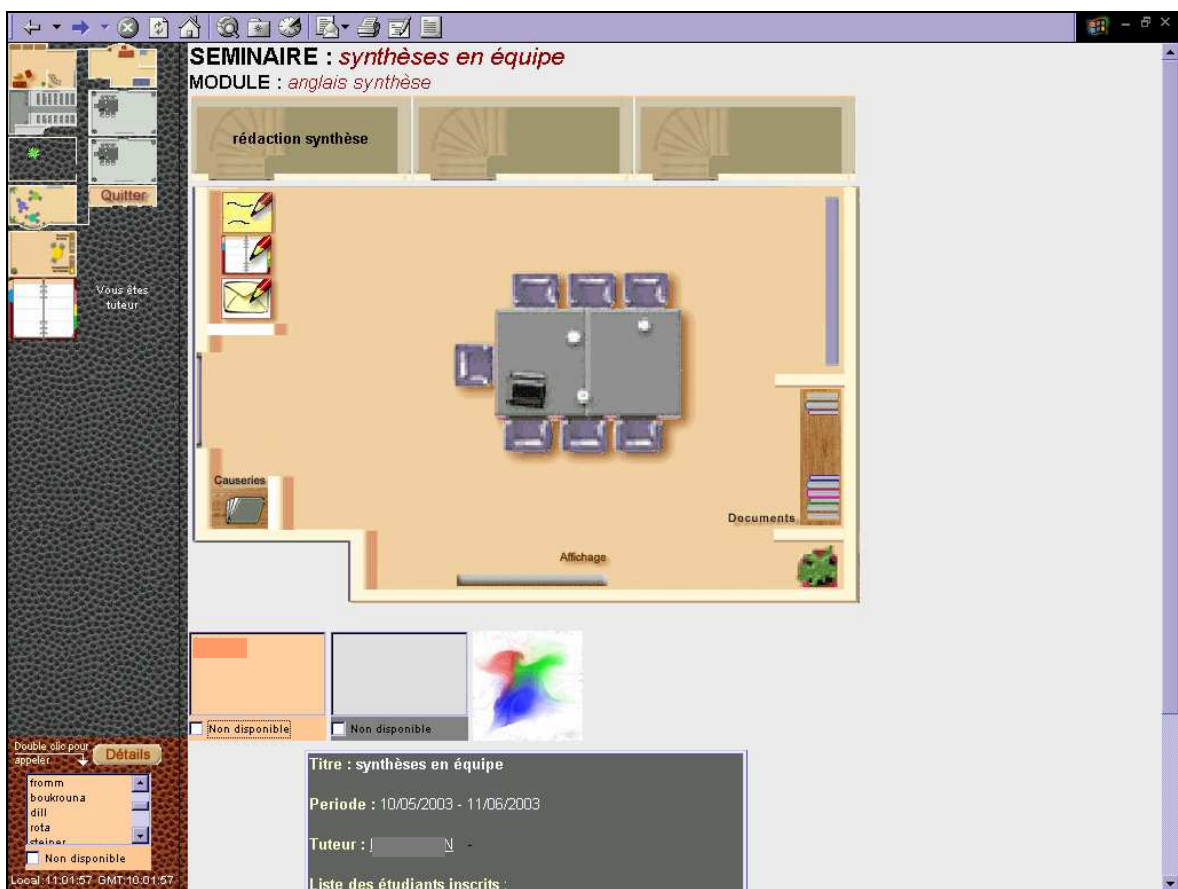 SEMINAIRE : synthèses en équipe
MODULE : anglais synthèse
rédaction synthèse
Quitter
Vous êtes
tuteur
Causeries
Documents
Affichage
Non disponible
Non disponible
Double clic pour
appeler
Détails
fromm
boukrouna
dill
rota
steiner
Non disponible
Local:11:01:57 GMT:10:01:57
Titre : synthèses en équipe
Periode : 10/05/2003 - 11/06/2003
Tuteur : N -
Liste des étudiants inscrits :